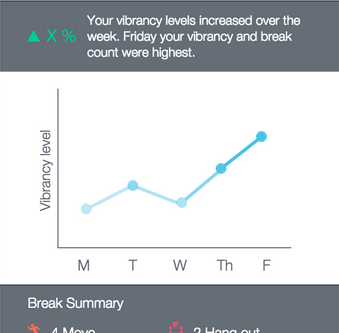 ▲ X % Your vibrancy levels increased over the
week. Friday your vibrancy and break
count were highest.
Vibrancy level
M T W Th F
Break Summary
4 Move 2 Hang out